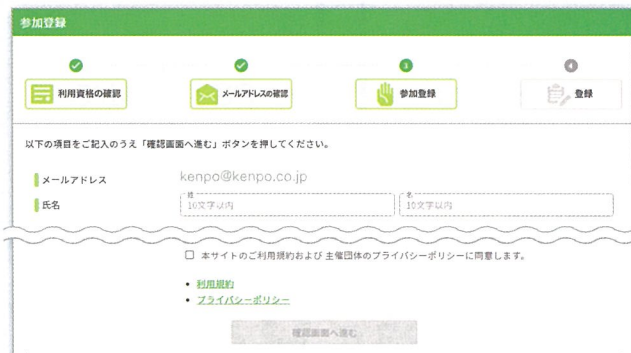 参加登録
3
4
利用資格の確認
メールアドレスの確認
参加登録
登録
以下の項目をご記入のうえ「確認画面へ進む」ボタンを押してください。
メールアドレス
kenpo@kenpo.co.jp
氏名
姓
10文字以内
名
10文字以内
本サイトのご利用規約および 主催団体のプライバシーポリシーに同意します。
• 利用規約
• プライバシーポリシー
確認画面へ進む